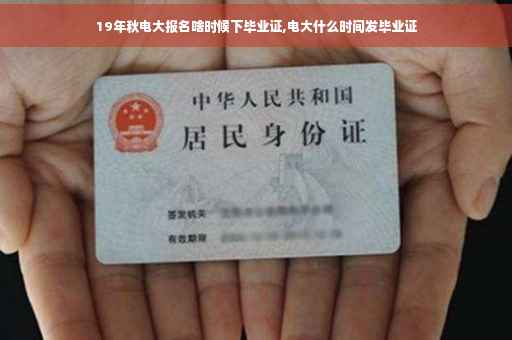 19年秋电大报名啥时候下毕业证,电大什么时间发毕业证
中华人民共和国
居民身份证
签发机关
有效期限